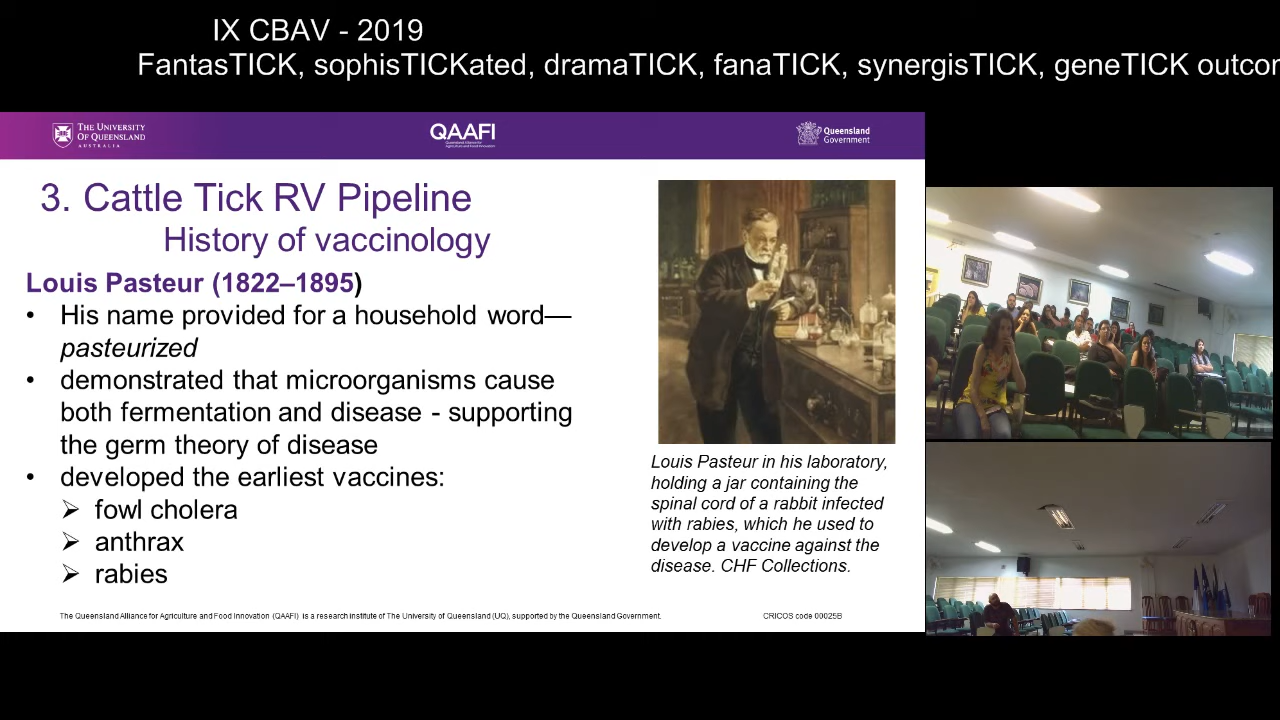 IX CBAV - 2019
FantasTICK, sophisTICKated, dramaTICK, fanaTICK, synergisTICK, geneTICK outcor
THE UNIVERSITY
OF QUEENSLAND
AUSTRALIA
QAAFI
Queensland Alliance for
Agriculture and Food Innovation
Queensland
Government
3. Cattle Tick RV Pipeline
History of vaccinology
Louis Pasteur (1822–1895)
• His name provided for a household word—
pasteurized
• demonstrated that microorganisms cause
both fermentation and disease - supporting
the germ theory of disease
• developed the earliest vaccines:
➢ fowl cholera
➢ anthrax
➢ rabies
Louis Pasteur in his laboratory,
holding a jar containing the
spinal cord of a rabbit infected
with rabies, which he used to
develop a vaccine against the
disease. CHF Collections.
The Queensland Alliance for Agriculture and Food Innovation (QAAFI) is a research institute of The University of Queensland (UQ), supported by the Queensland Government.
CRICOS code 00025B